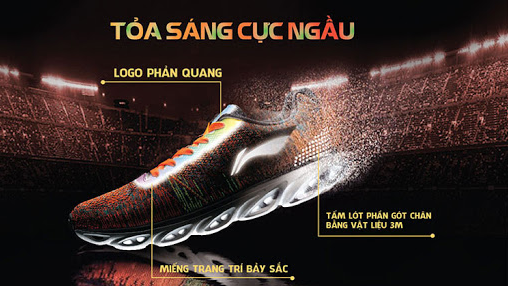 TỎA SÁNG CỰC NGẦU
LOGO PHẢN QUANG
TẤM LÓT PHẦN GÓT CHÂN
BẰNG VẬT LIỆU 3M
MIẾNG TRANG TRÍ BẢY SẮC